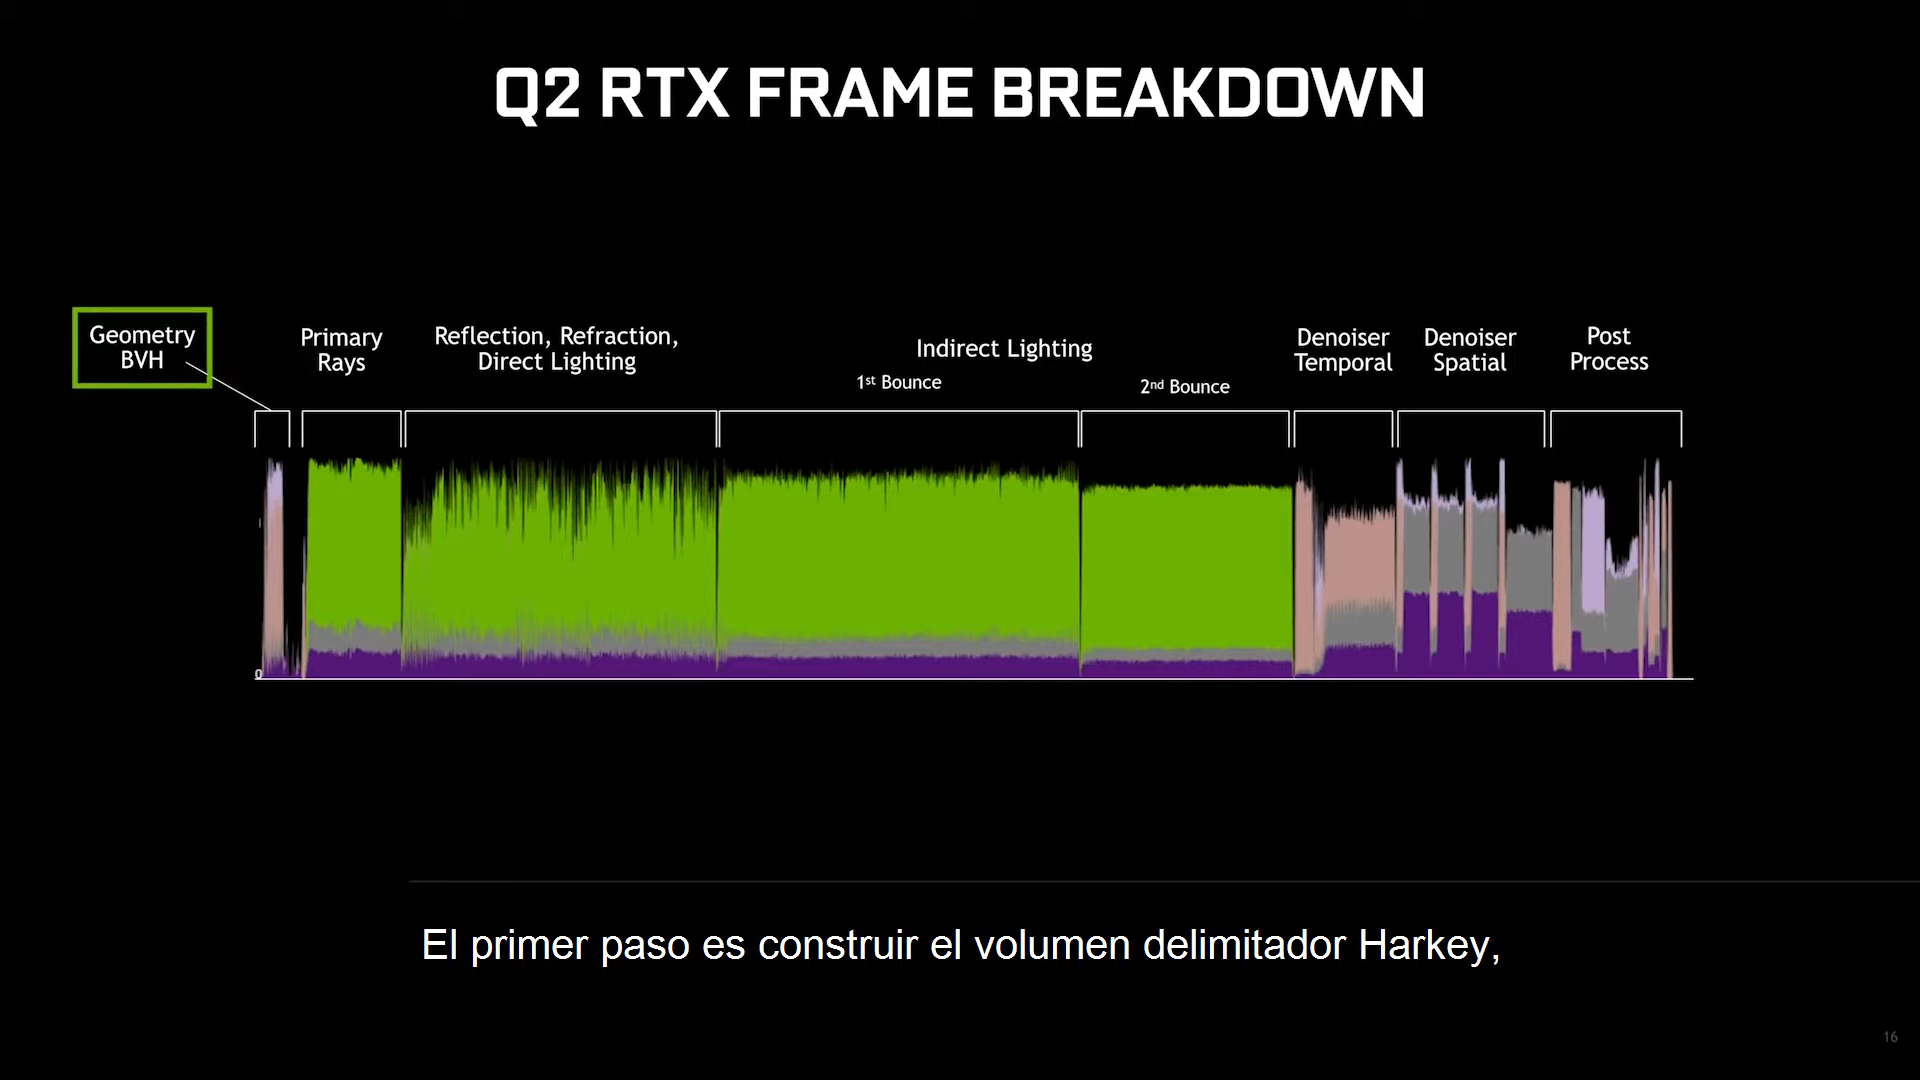 Q2 RTX FRAME BREAKDOWN
Geometry
BVH
Primary
Rays
Reflection, Refraction,
Direct Lighting
Indirect Lighting
1st Bounce
2nd Bounce
Denoiser
Temporal
Denoiser
Spatial
Post
Process
0
El primer paso es construir el volumen delimitador Harkey,
16